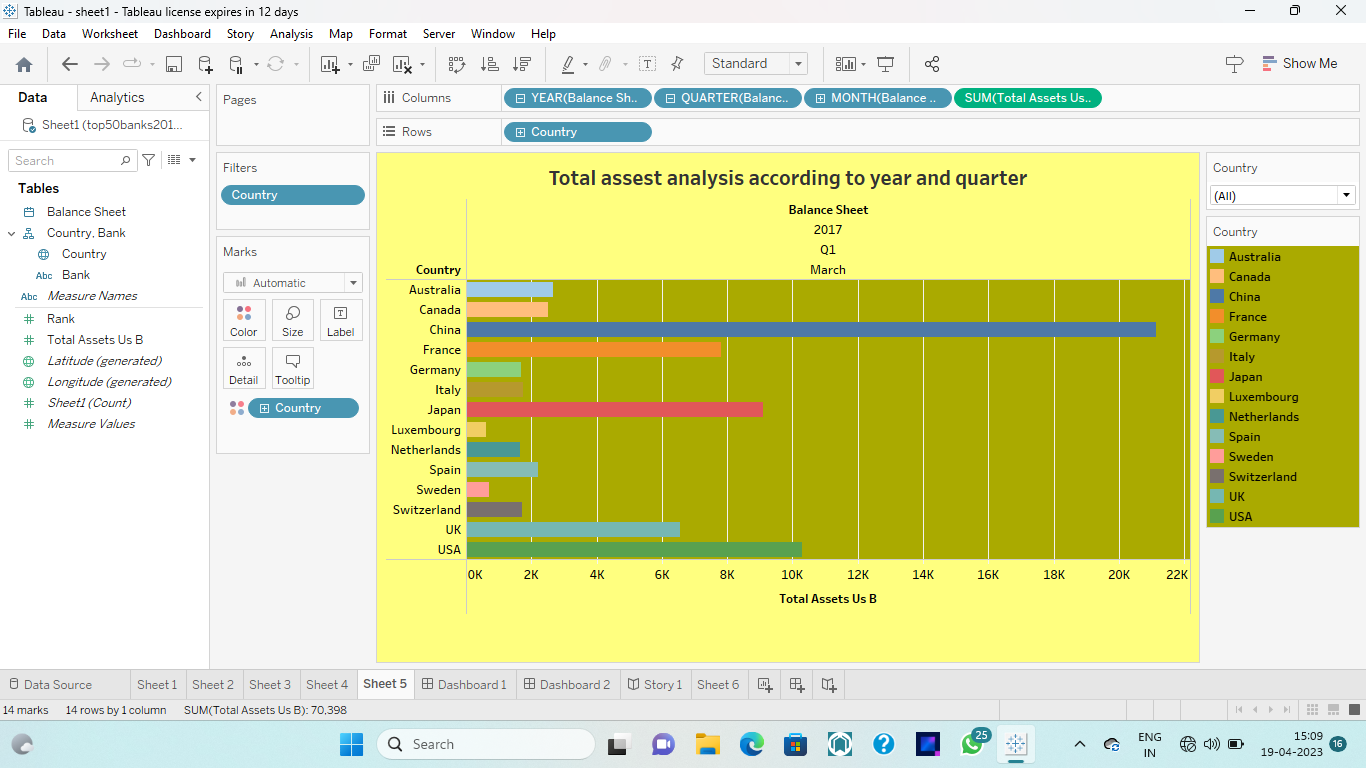 Tableau - sheet1 - Tableau license expires in 12 days
File Data Worksheet Dashboard Story Analysis Map Format Server Window Help
Standard
Show Me
Data Analytics
Sheet1 (top50banks201...
Search
Tables
Balance Sheet
Country, Bank
Country
Abc Bank
Abc Measure Names
Rank
Total Assets Us B
Latitude (generated)
Longitude (generated)
Sheet1 (Count)
Measure Values
Pages
Filters
Country
Marks
Automatic
Color Size Label
Detail Tooltip
Country
Columns YEAR(Balance Sh.. QUARTER(Balanc.. MONTH(Balance .. SUM(Total Assets Us..
Rows Country
Total assest analysis according to year and quarter
Balance Sheet
2017
Q1
Country March
Australia
Canada
China
France
Germany
Italy
Japan
Luxembourg
Netherlands
Spain
Sweden
Switzerland
UK
USA
0K 2K 4K 6K 8K 10K 12K 14K 16K 18K 20K 22K
Total Assets Us B
Country
(All)
Country
Australia
Canada
China
France
Germany
Italy
Japan
Luxembourg
Netherlands
Spain
Sweden
Switzerland
UK
USA
Data Source Sheet 1 Sheet 2 Sheet 3 Sheet 4 Sheet 5 Dashboard 1 Dashboard 2 Story 1 Sheet 6
14 marks 14 rows by 1 column SUM(Total Assets Us B): 70,398
Search
25
ENG
IN
15:09
19-04-2023
16